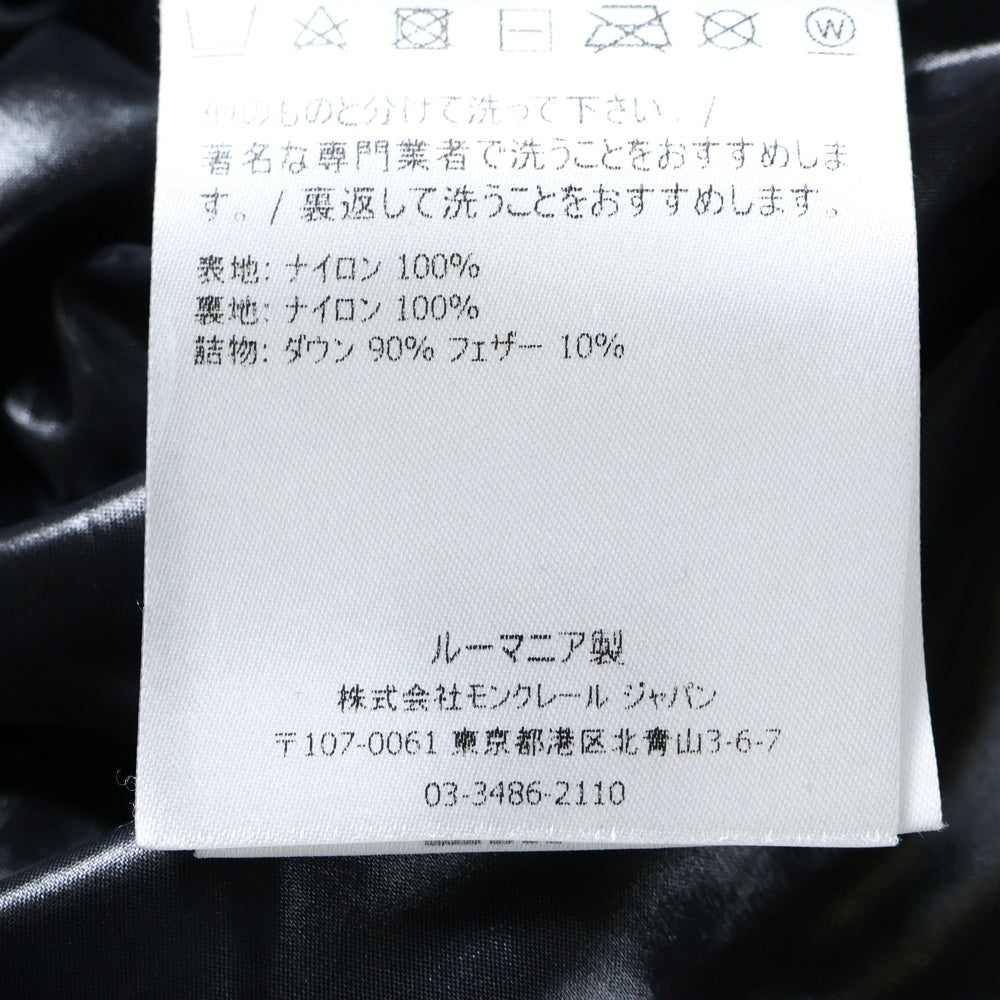 他のものと分けて洗って下さい。/
著名な専門業者で洗うことをおすすめしま
す。/ 裏返して洗うことをおすすめします。
表地: ナイロン 100%
裏地: ナイロン 100%
詰物: ダウン 90% フェザー 10%
ルーマニア製
株式会社モンクレール ジャパン
〒107-0061 東京都港区北青山3-6-7
03-3486-2110